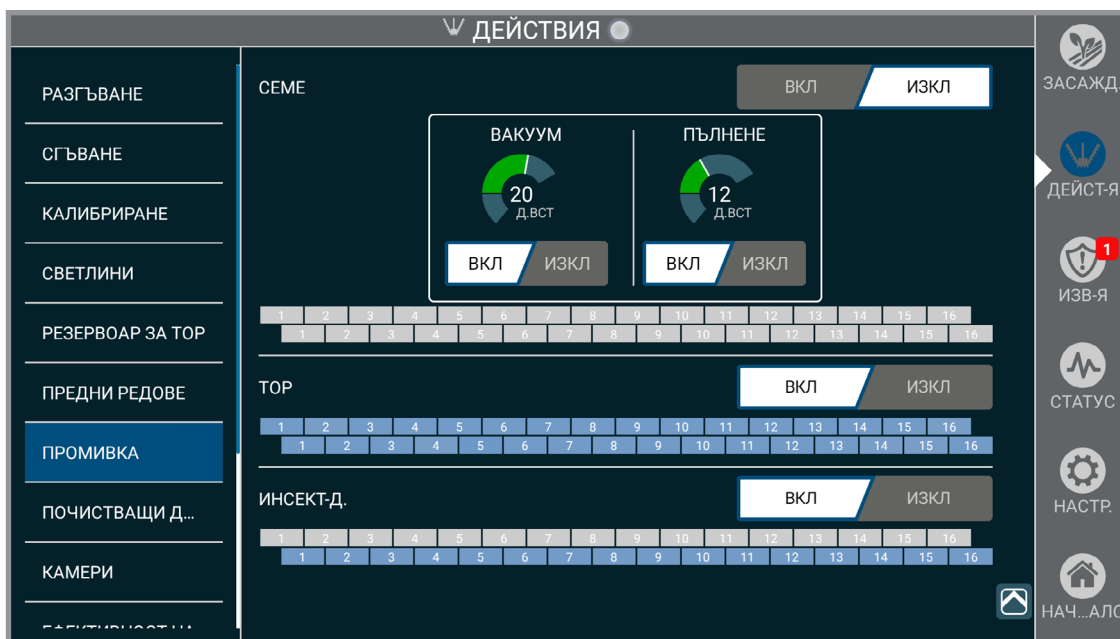 ДЕЙСТВИЯ
РАЗГЪВАНЕ
СГЪВАНЕ
КАЛИБРИРАНЕ
СВЕТЛИНИ
РЕЗЕРВОАР ЗА ТОР
ПРЕДНИ РЕДОВЕ
ПРОМИВКА
ПОЧИСТВАЩИ Д...
КАМЕРИ
СЕМЕ
ВКЛ ИЗКЛ
ВАКУУМ ПЪЛНЕНЕ
20 12
Д.ВСТ Д.ВСТ
ВКЛ ИЗКЛ ВКЛ ИЗКЛ
1 2 3 4 5 6 7 8 9 10 11 12 13 14 15 16
1 2 3 4 5 6 7 8 9 10 11 12 13 14 15 16
ТОР
ВКЛ ИЗКЛ
1 2 3 4 5 6 7 8 9 10 11 12 13 14 15 16
1 2 3 4 5 6 7 8 9 10 11 12 13 14 15 16
ИНСЕКТ-Д.
ВКЛ ИЗКЛ
1 2 3 4 5 6 7 8 9 10 11 12 13 14 15 16
1 2 3 4 5 6 7 8 9 10 11 12 13 14 15 16
ЗАСАЖД.
ДЕЙСТ-Я
1
ИЗВ-Я
СТАТУС
НАСТР.
НАЧ...АЛО